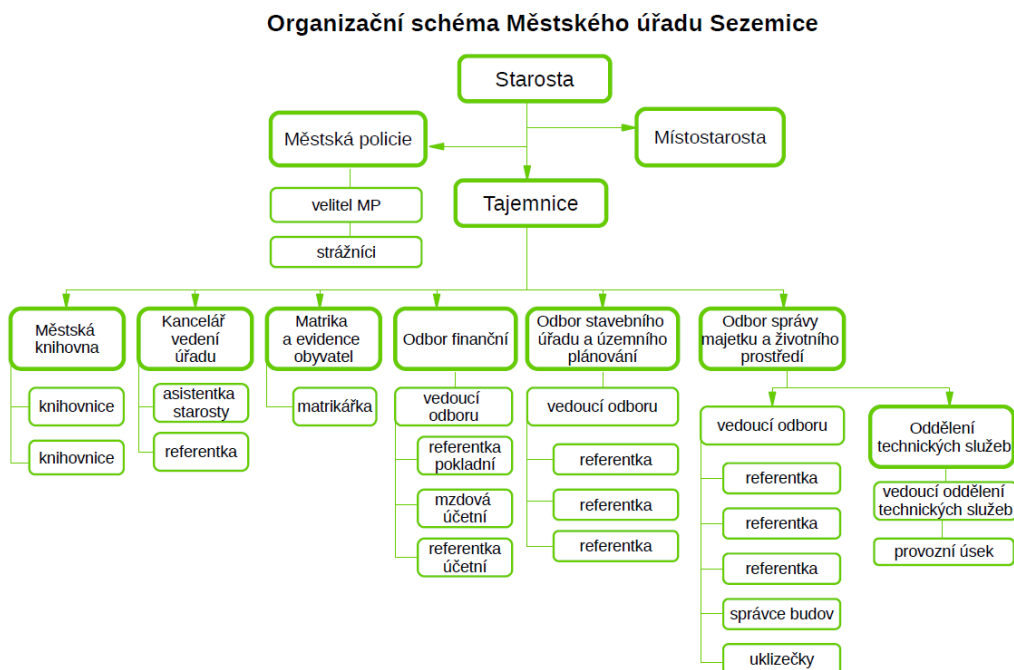 Organizační schéma Městského úřadu Sezemice
Starosta
Městská policie
Místostarosta
velitel MP
Tajemnice
strážníci
Městská
knihovna
knihovnice
knihovnice
Kancelář
vedení
úřadu
asistentka
starosty
referentka
Matrika
a evidence
obyvatel
matrikářka
Odbor finanční
vedoucí
odboru
referentka
pokladní
mzdová
účetní
referentka
účetní
Odbor stavebního
úřadu a územního
plánování
vedoucí odboru
referentka
referentka
referentka
Odbor správy
majetku a životního
prostředí
vedoucí odboru
referentka
referentka
referentka
správce budov
uklizečky
Oddělení
technických služeb
vedoucí oddělení
technických služeb
provozní úsek